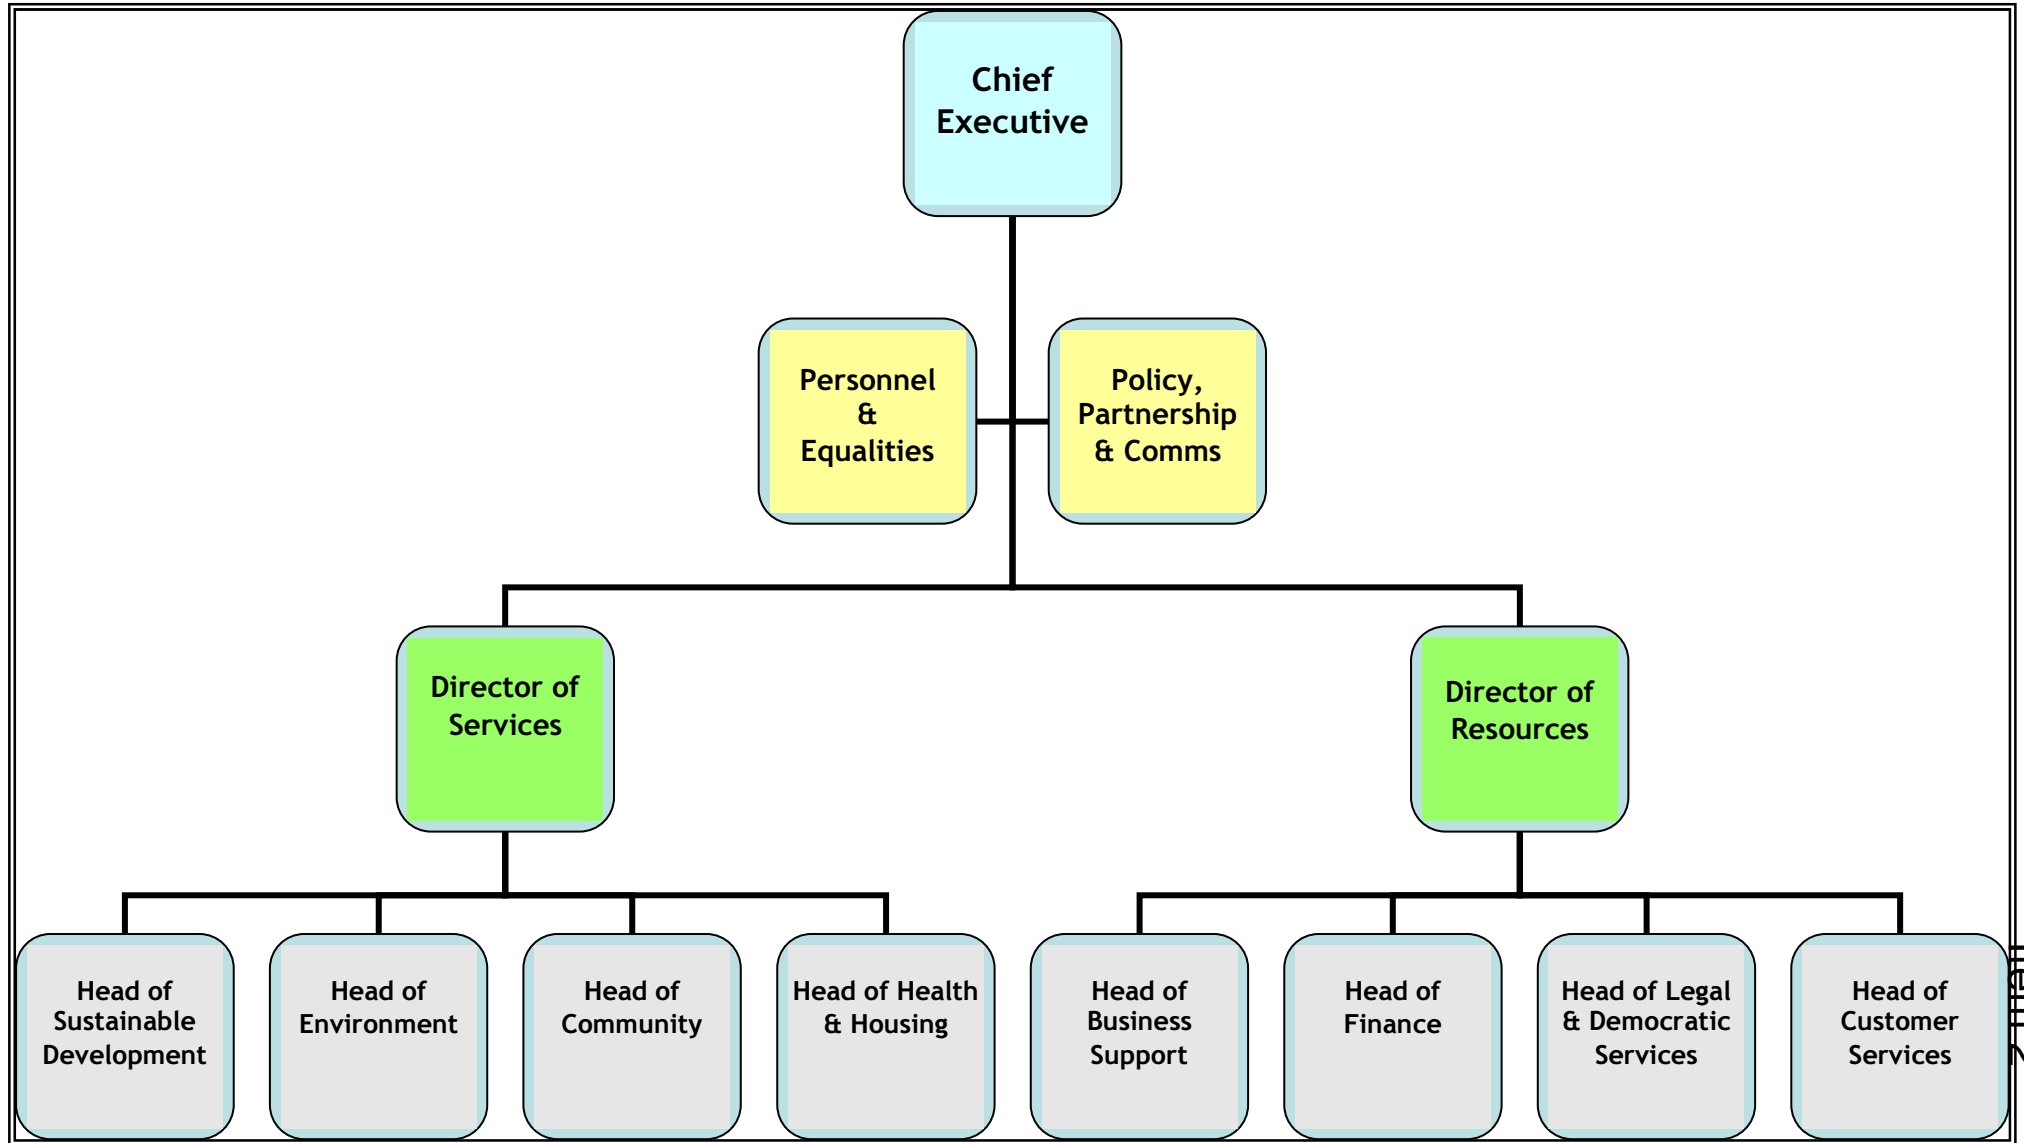 Chief
Executive
Personnel
&
Equalities
Policy,
Partnership
& Comms
Director of
Services
Director of
Resources
Head of
Sustainable
Development
Head of
Environment
Head of
Community
Head of Health
& Housing
Head of
Business
Support
Head of
Finance
Head of Legal
& Democratic
Services
Head of
Customer
Services